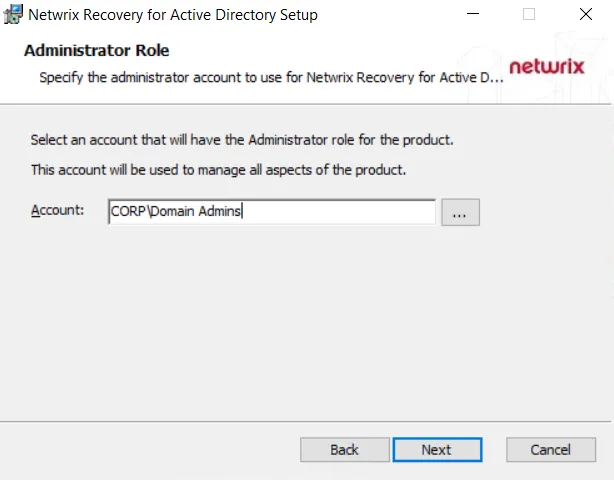 Netwrix Recovery for Active Directory Setup
Administrator Role
Specify the administrator account to use for Netwrix Recovery for Active D...
netwrix
Select an account that will have the Administrator role for the product.
This account will be used to manage all aspects of the product.
Account: CORP\Domain Admins ...
Back Next Cancel